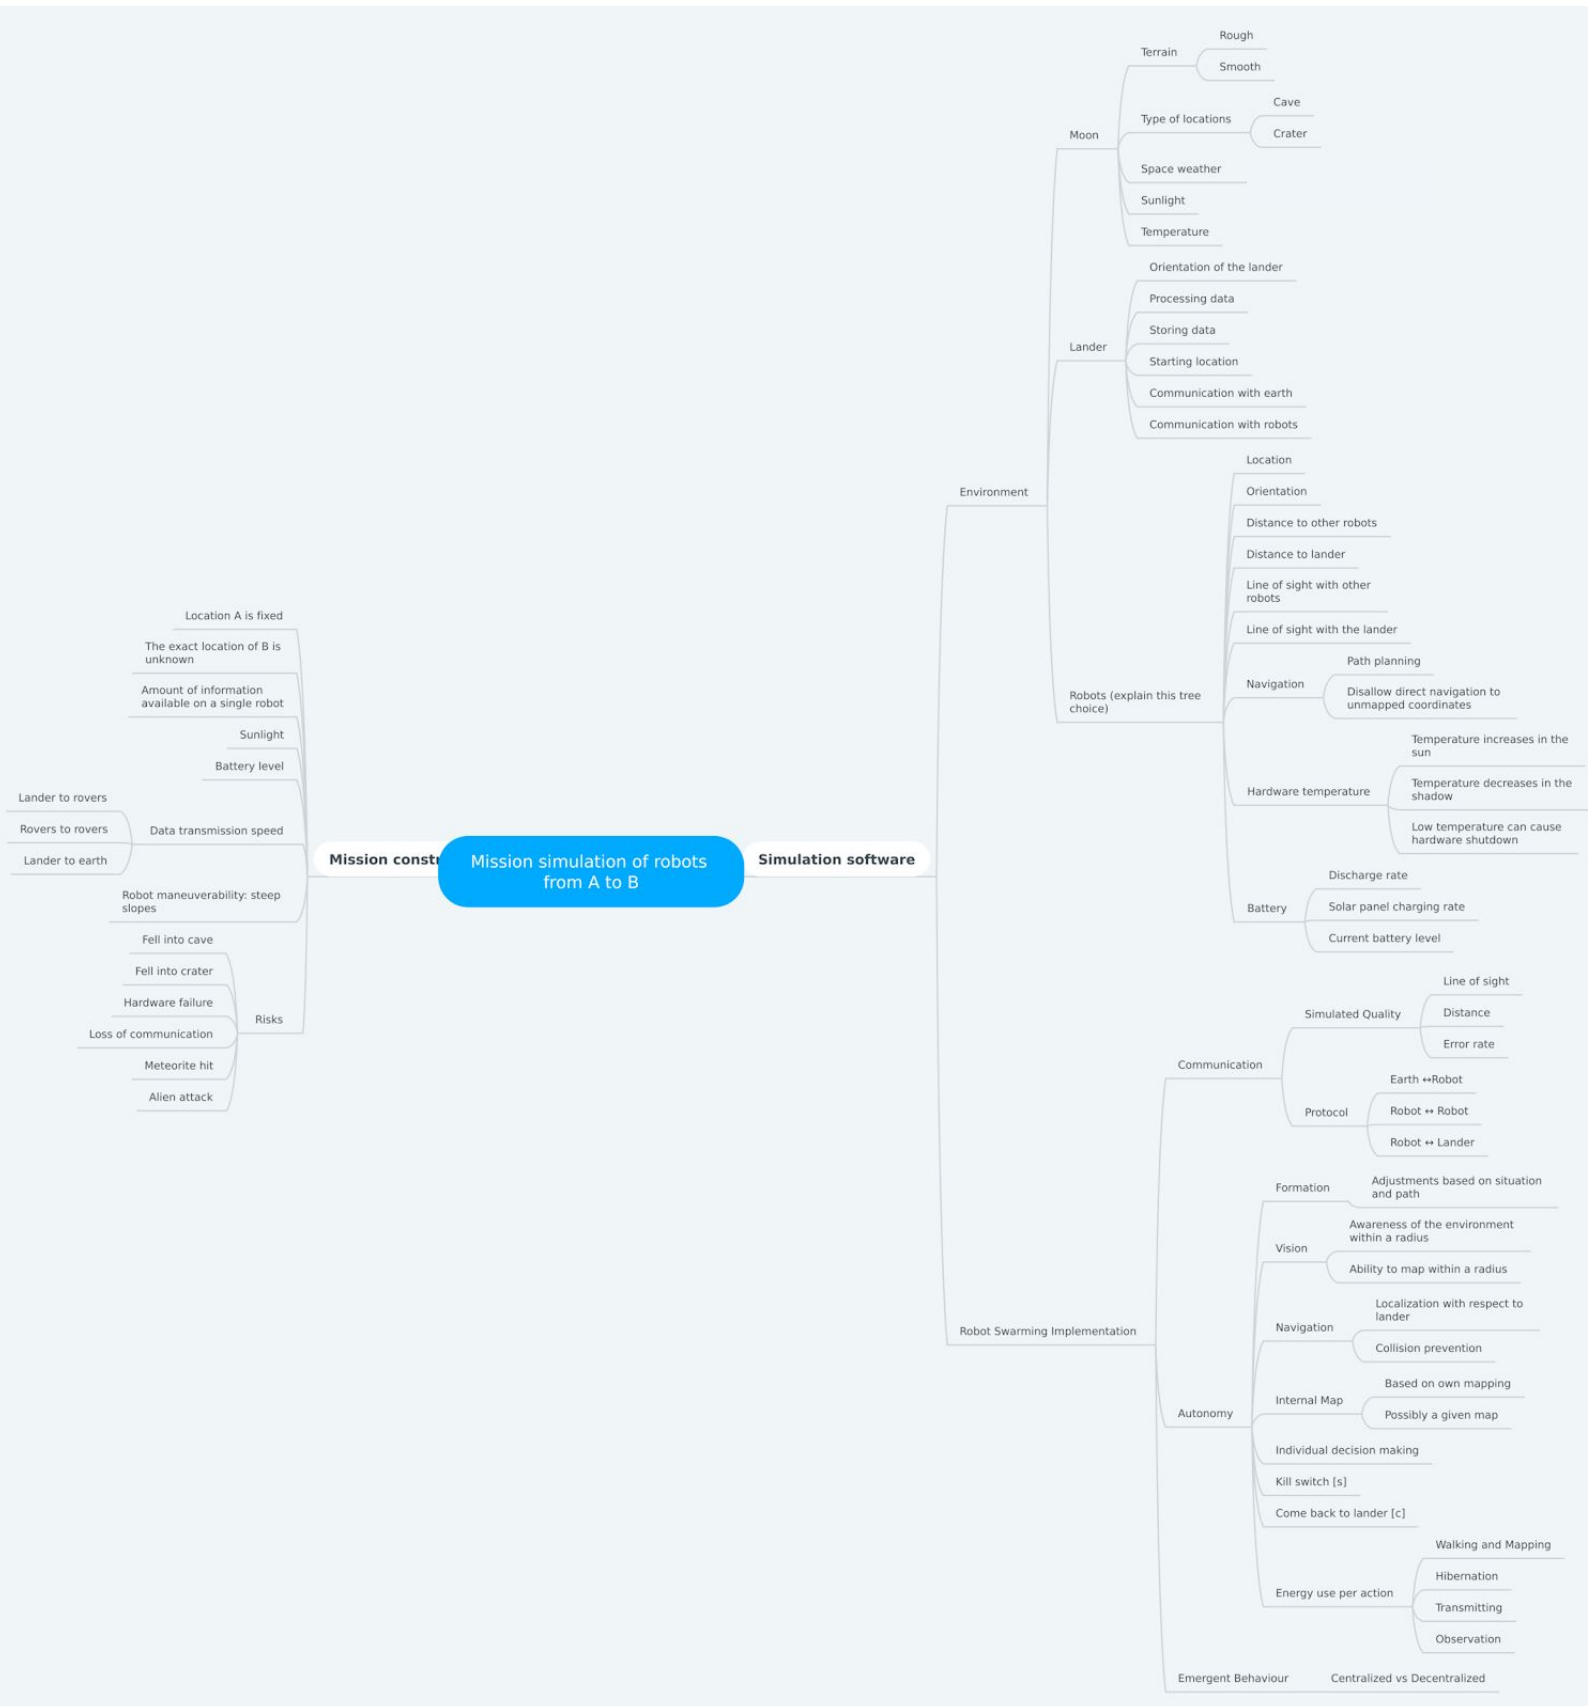 Mission simulation of robots
from A to B
Mission constr
Location A is fixed
The exact location of B is
unknown
Amount of information
available on a single robot
Sunlight
Battery level
Data transmission speed
Lander to rovers
Rovers to rovers
Lander to earth
Robot maneuverability: steep
slopes
Risks
Fell into cave
Fell into crater
Hardware failure
Loss of communication
Meteorite hit
Alien attack
Simulation software
Environment
Moon
Terrain
Rough
Smooth
Type of locations
Cave
Crater
Space weather
Sunlight
Temperature
Lander
Orientation of the lander
Processing data
Storing data
Starting location
Communication with earth
Communication with robots
Robots (explain this tree
choice)
Location
Orientation
Distance to other robots
Distance to lander
Line of sight with other
robots
Line of sight with the lander
Navigation
Path planning
Disallow direct navigation to
unmapped coordinates
Hardware temperature
Temperature increases in the
sun
Temperature decreases in the
shadow
Low temperature can cause
hardware shutdown
Battery
Discharge rate
Solar panel charging rate
Current battery level
Robot Swarming Implementation
Communication
Simulated Quality
Line of sight
Distance
Error rate
Protocol
Earth ↔Robot
Robot ↔ Robot
Robot ↔ Lander
Autonomy
Formation
Adjustments based on situation
and path
Vision
Awareness of the environment
within a radius
Ability to map within a radius
Navigation
Localization with respect to
lander
Collision prevention
Internal Map
Based on own mapping
Possibly a given map
Individual decision making
Kill switch [s]
Come back to lander [c]
Energy use per action
Walking and Mapping
Hibernation
Transmitting
Observation
Emergent Behaviour
Centralized vs Decentralized